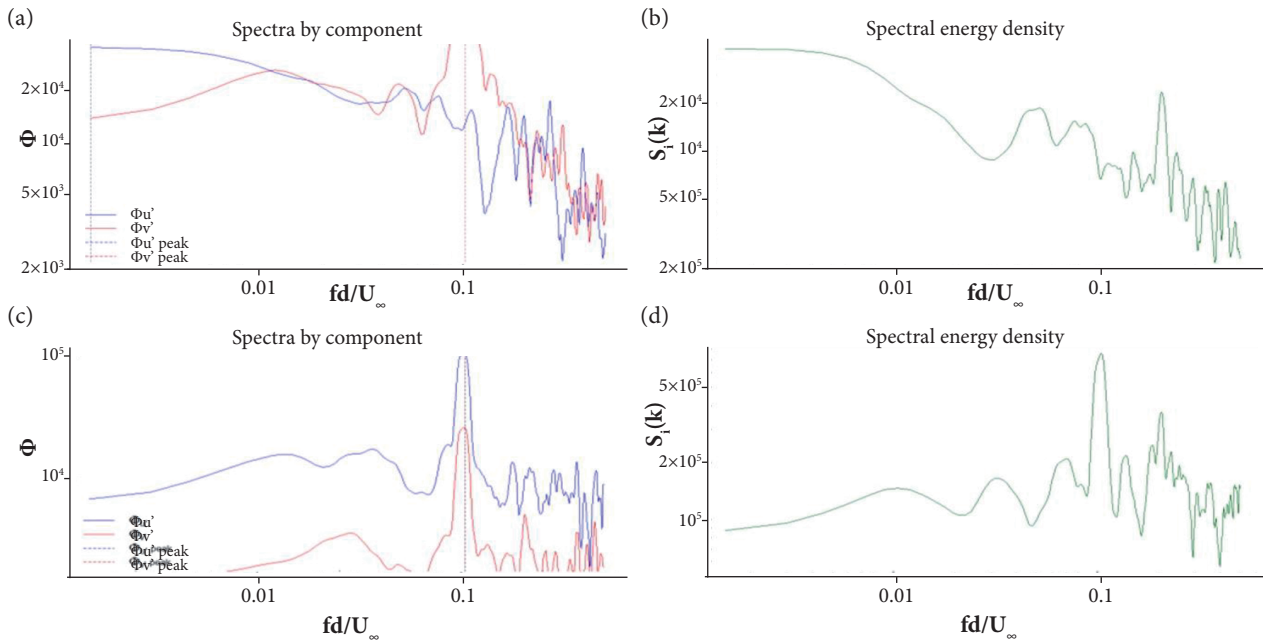 (a)
Spectra by component
2×10⁴
10⁴
5×10³
2×10³
Φ
Φu'
Φv'
Φu' peak
Φv' peak
0.01
0.1
fd/U∞
(b)
Spectral energy density
2×10⁴
10⁴
5×10⁵
2×10⁵
Sᵢ(k)
0.01
0.1
fd/U∞
(c)
Spectra by component
10⁵
10⁴
Φ
Φu'
Φv'
Φu' peak
Φv' peak
0.01
0.1
fd/U∞
(d)
Spectral energy density
5×10⁵
2×10⁵
10⁵
Sᵢ(k)
0.01
0.1
fd/U∞